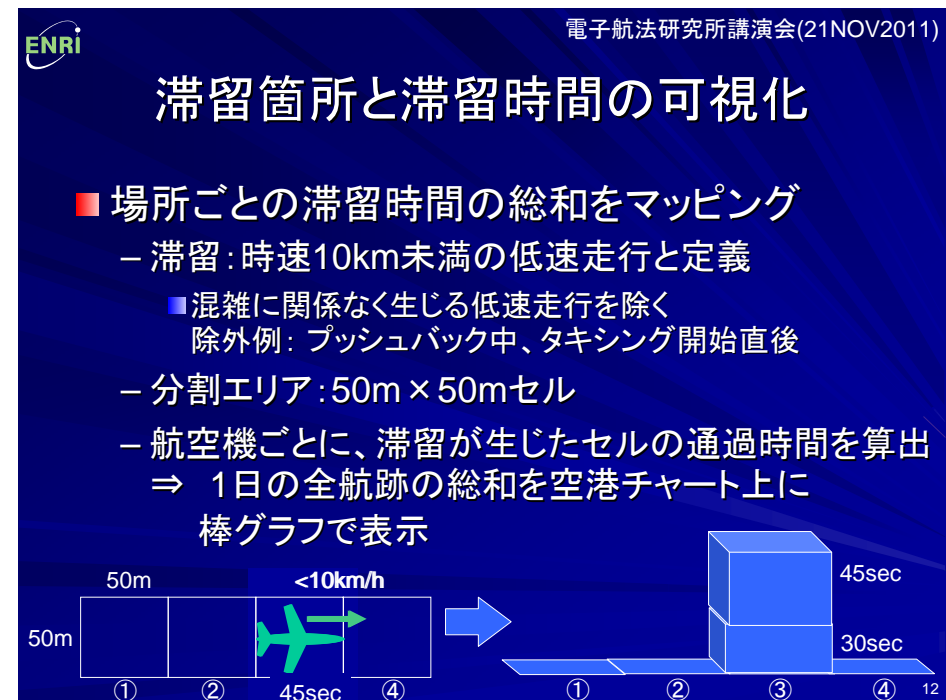 ENRI
電子航法研究所講演会(21NOV2011)
滞留箇所と滞留時間の可視化
場所ごとの滞留時間の総和をマッピング
– 滞留：時速10km未満の低速走行と定義
混雑に関係なく生じる低速走行を除く
除外例： プッシュバック中、タキシング開始直後
– 分割エリア：50m×50mセル
– 航空機ごとに、滞留が生じたセルの通過時間を算出
⇒ 1日の全航跡の総和を空港チャート上に
棒グラフで表示
50m
<10km/h
50m
① ② 45sec ④
45sec
30sec
① ② ③ ④
12